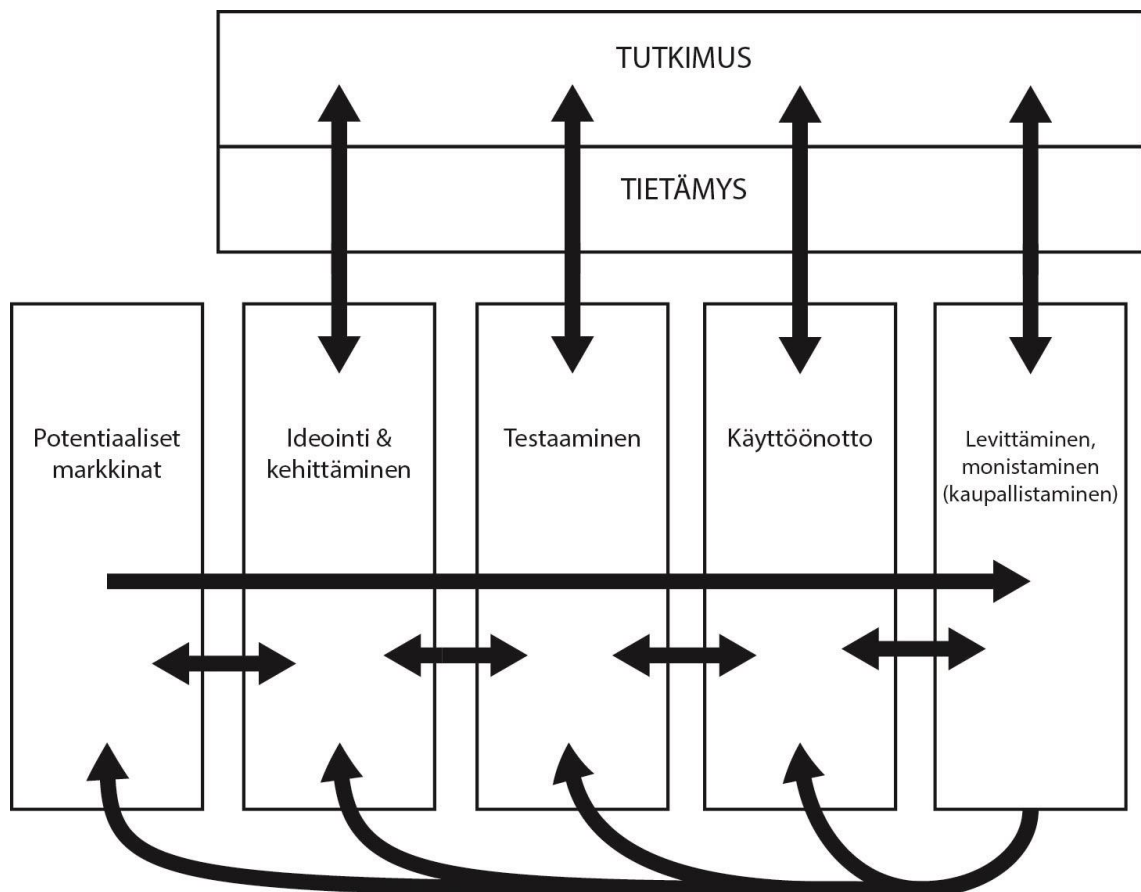 TUTKIMUS
TIETÄMYS
Potentiaaliset
markkinat
Ideointi &
kehittäminen
Testaaminen
Käyttöönotto
Levittäminen,
monistaminen
(kaupallistaminen)